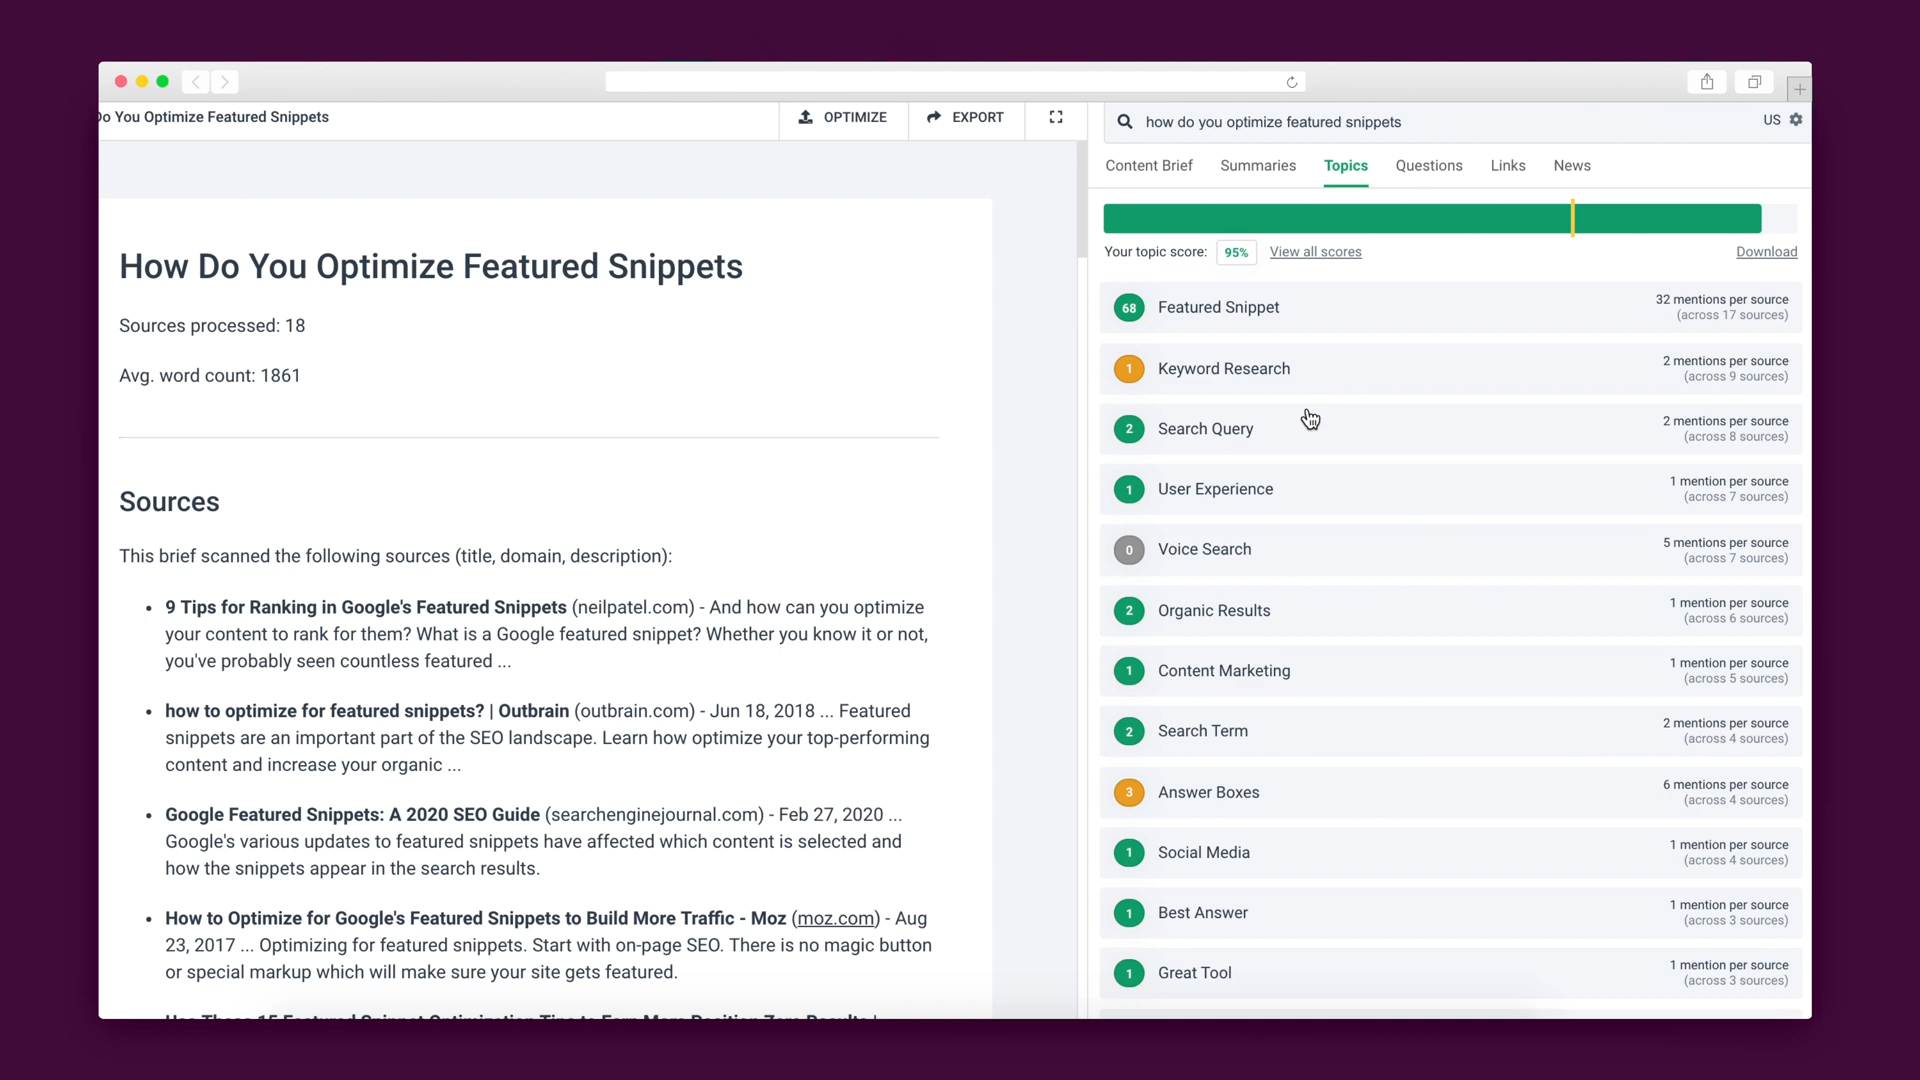 Do You Optimize Featured Snippets
OPTIMIZE
EXPORT
how do you optimize featured snippets
US
Content Brief
Summaries
Topics
Questions
Links
News
How Do You Optimize Featured Snippets
Sources processed: 18
Avg. word count: 1861
Sources
This brief scanned the following sources (title, domain, description):
• 9 Tips for Ranking in Google's Featured Snippets (neilpatel.com) - And how can you optimize
your content to rank for them? What is a Google featured snippet? Whether you know it or not,
you've probably seen countless featured ...
• how to optimize for featured snippets? | Outbrain (outbrain.com) - Jun 18, 2018 ... Featured
snippets are an important part of the SEO landscape. Learn how optimize your top-performing
content and increase your organic ...
• Google Featured Snippets: A 2020 SEO Guide (searchenginejournal.com) - Feb 27, 2020 ...
Google's various updates to featured snippets have affected which content is selected and
how the snippets appear in the search results.
• How to Optimize for Google's Featured Snippets to Build More Traffic - Moz (moz.com) - Aug
23, 2017 ... Optimizing for featured snippets. Start with on-page SEO. There is no magic button
or special markup which will make sure your site gets featured.
Use These 15 Featured Snippet Optimization Tips to Earn More Position Zero Results |
Your topic score: 95% View all scores
Download
68 Featured Snippet
32 mentions per source
(across 17 sources)
1 Keyword Research
2 mentions per source
(across 9 sources)
2 Search Query
2 mentions per source
(across 8 sources)
1 User Experience
1 mention per source
(across 7 sources)
0 Voice Search
5 mentions per source
(across 7 sources)
2 Organic Results
1 mention per source
(across 6 sources)
1 Content Marketing
1 mention per source
(across 5 sources)
2 Search Term
2 mentions per source
(across 4 sources)
3 Answer Boxes
6 mentions per source
(across 4 sources)
1 Social Media
1 mention per source
(across 4 sources)
1 Best Answer
1 mention per source
(across 3 sources)
1 Great Tool
1 mention per source
(across 3 sources)